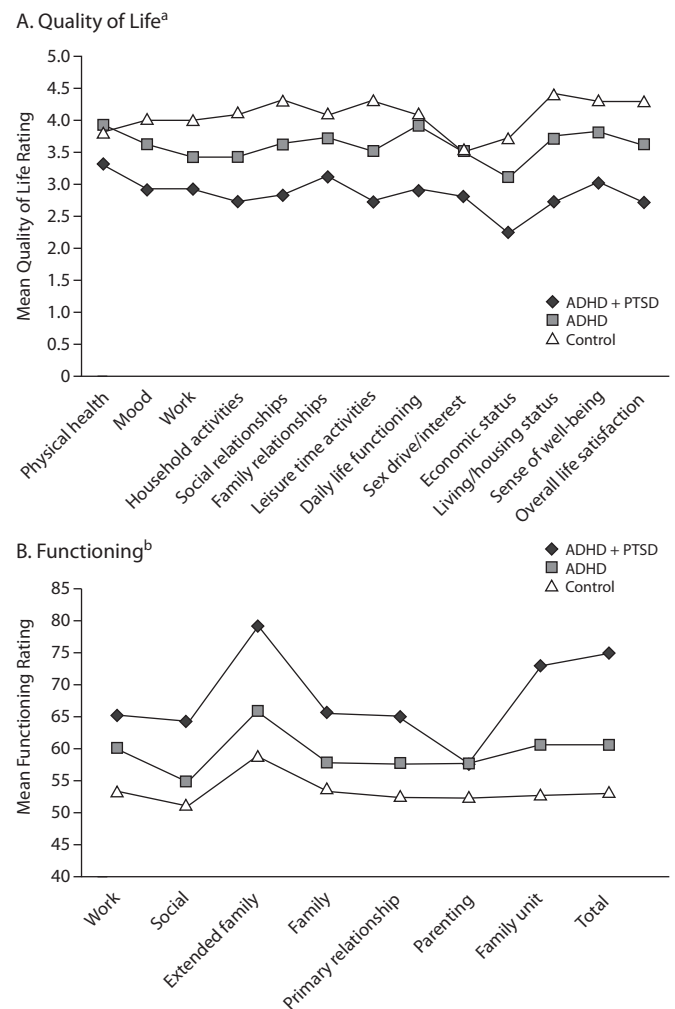 A. Quality of Lifeᵃ
5.0
4.5
4.0
3.5
3.0
2.5
2.0
1.5
1.0
0.5
0
Mean Quality of Life Rating
ADHD + PTSD
ADHD
Control
Physical health
Mood
Work
Household activities
Social relationships
Family relationships
Leisure time activities
Daily life functioning
Sex drive/interest
Economic status
Living/housing status
Sense of well-being
Overall life satisfaction
B. Functioningᵇ
ADHD + PTSD
ADHD
Control
85
80
75
70
65
60
55
50
45
40
Mean Functioning Rating
Work
Social
Extended family
Family
Primary relationship
Parenting
Family unit
Total